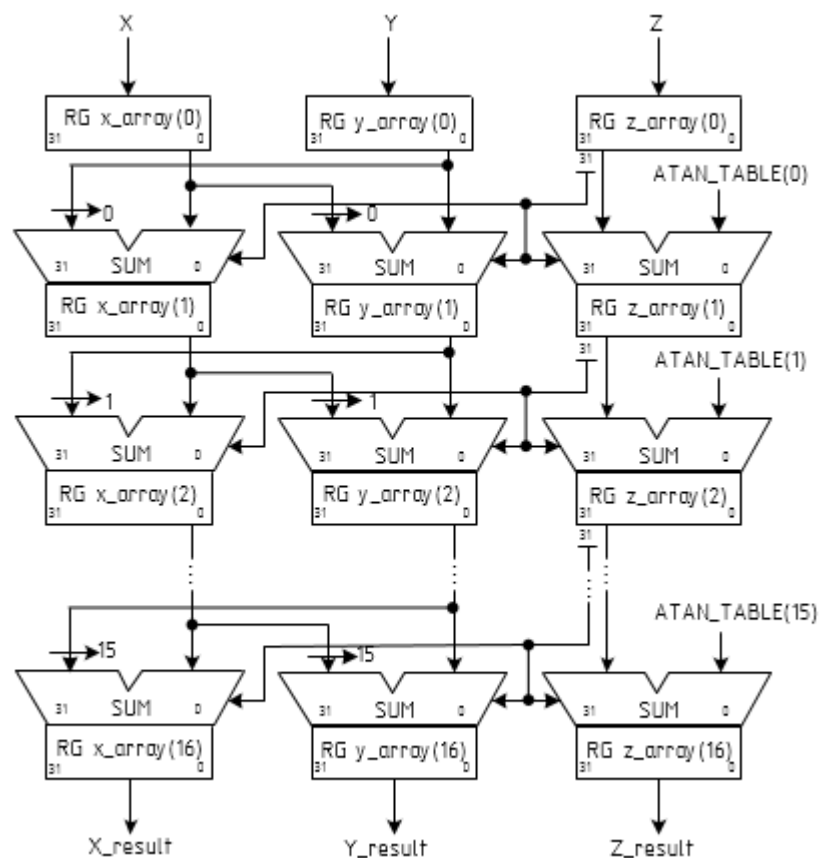 X Y Z
RG x_array(0) RG y_array(0) RG z_array(0)
31 0 31 0 31 0
31
ATAN_TABLE(0)
0 0
31 SUM 0 31 SUM 0 31 SUM 0
RG x_array(1) RG y_array(1) RG z_array(1)
31 0 31 0 31 0
31
ATAN_TABLE(1)
1 1
31 SUM 0 31 SUM 0 31 SUM 0
RG x_array(2) RG y_array(2) RG z_array(2)
31 0 31 0 31 0
31
ATAN_TABLE(15)
15 15
31 SUM 0 31 SUM 0 31 SUM 0
RG x_array(16) RG y_array(16) RG z_array(16)
31 0 31 0 31 0
X_result Y_result Z_result